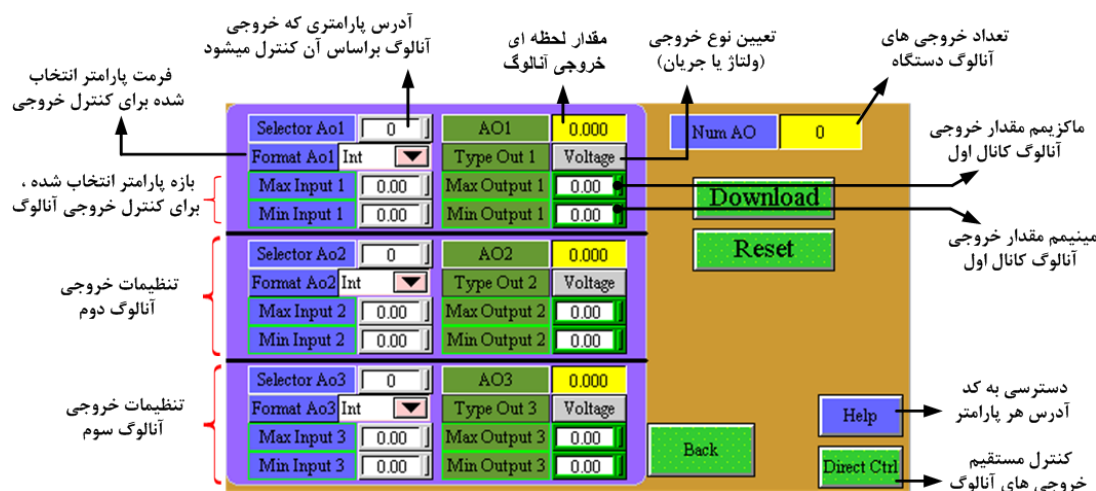 آدرس پارامتری که خروجی
آنالوگ براساس آن کنترل میشود
مقدار لحظه ای
خروجی آنالوگ
تعیین نوع خروجی
(ولتاژ یا جریان)
تعداد خروجی های
آنالوگ دستگاه
فرمت پارامتر انتخاب
شده برای کنترل خروجی
بازه پارامتر انتخاب شده ،
برای کنترل خروجی آنالوگ
تنظیمات خروجی
آنالوگ دوم
تنظیمات خروجی
آنالوگ سوم
Selector Ao1 0 AO1 0.000
Format Ao1 Int Type Out 1 Voltage
Max Input 1 0.00 Max Output 1 0.00
Min Input 1 0.00 Min Output 1 0.00
Selector Ao2 0 AO2 0.000
Format Ao2 Int Type Out 2 Voltage
Max Input 2 0.00 Max Output 2 0.00
Min Input 2 0.00 Min Output 2 0.00
Selector Ao3 0 AO3 0.000
Format Ao3 Int Type Out 3 Voltage
Max Input 3 0.00 Max Output 3 0.00
Min Input 3 0.00 Min Output 3 0.00
Num AO 0
Download
Reset
Back
Help
Direct Ctrl
ماکزیمم مقدار خروجی
آنالوگ کانال اول
مینیمم مقدار خروجی
آنالوگ کانال اول
دسترسی به کد
آدرس هر پارامتر
کنترل مستقیم
خروجی های آنالوگ